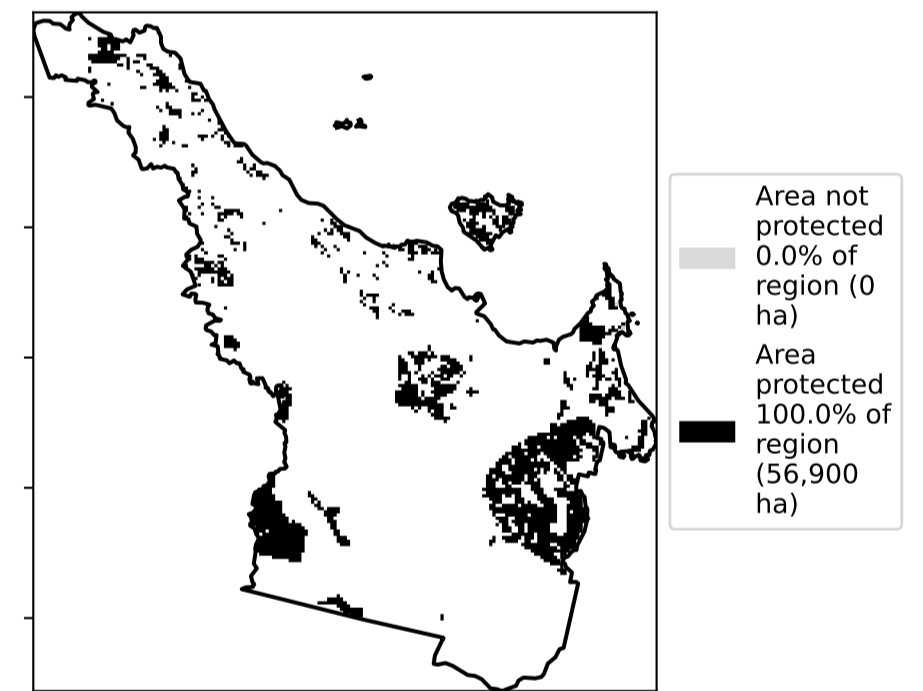 Area not
protected
0.0% of
region (0
ha)
Area
protected
100.0% of
region
(56,900
ha)